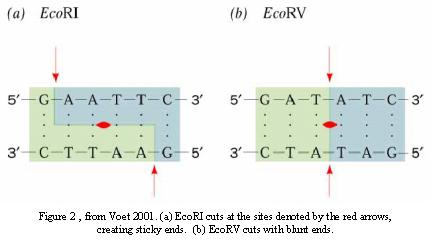 (a) EcoRI (b) EcoRV
5′–G–A–A–T–T–C–3′ 5′–G–A–T–A–T–C–3′
3′–C–T–T–A–A–G–5′ 3′–C–T–A–T–A–G–5′
Figure 2 , from Voet 2001. (a) EcoRI cuts at the sites denoted by the red arrows,
creating sticky ends. (b) EcoRV cuts with blunt ends.